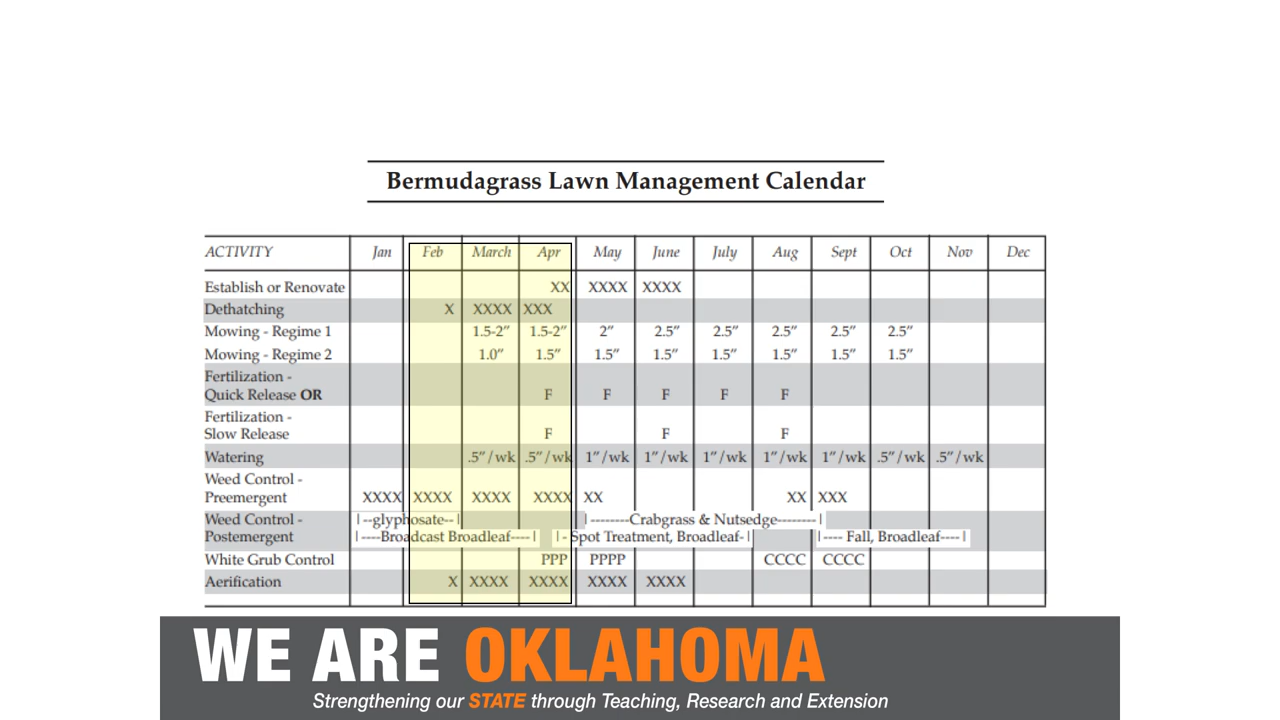 Bermudagrass Lawn Management Calendar
ACTIVITY Jan Feb March Apr May June July Aug Sept Oct Nov Dec
Establish or Renovate XX XXXX XXXX
Dethatching X XXXX XXX
Mowing - Regime 1 1.5-2” 1.5-2” 2” 2.5” 2.5” 2.5” 2.5” 2.5”
Mowing - Regime 2 1.0” 1.5” 1.5” 1.5” 1.5” 1.5” 1.5” 1.5”
Fertilization -
Quick Release OR F F F F F
Fertilization -
Slow Release F F F
Watering .5”/wk .5”/wk 1”/wk 1”/wk 1”/wk 1”/wk 1”/wk .5”/wk .5”/wk
Weed Control -
Preemergent XXXX XXXX XXXX XXXX XX XX XXX
Weed Control - |--glyphosate--| |--------Crabgrass & Nutsedge--------|
Postemergent |----Broadcast Broadleaf----| |- Spot Treatment, Broadleaf- | |---- Fall, Broadleaf----|
White Grub Control PPP PPPP CCCC CCCC
Aerification X XXXX XXXX XXXX XXXX
WE ARE OKLAHOMA
Strengthening our STATE through Teaching, Research and Extension